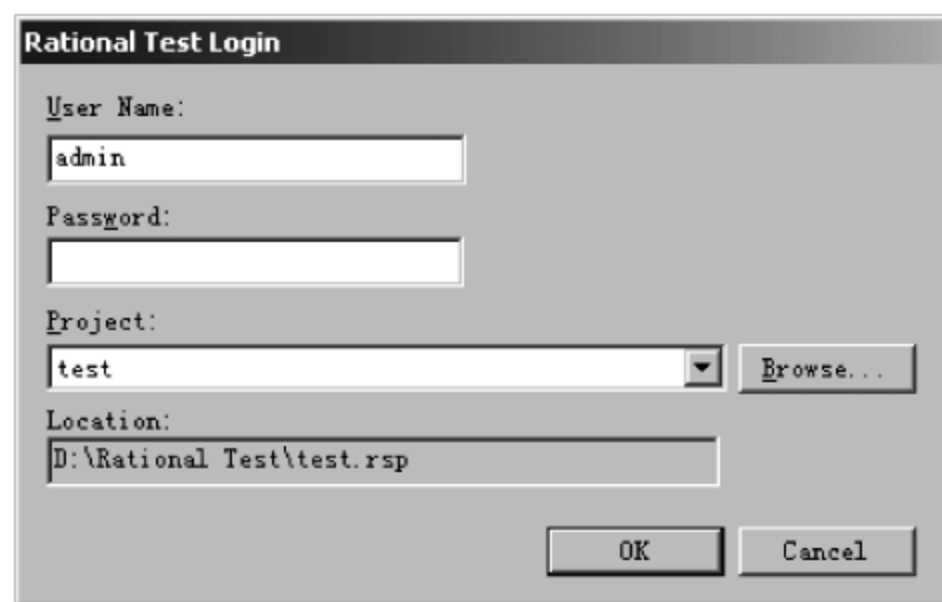 Rational Test Login
User Name:
admin
Password:
Project:
test
Browse...
Location:
D:\Rational Test\test.rsp
OK
Cancel